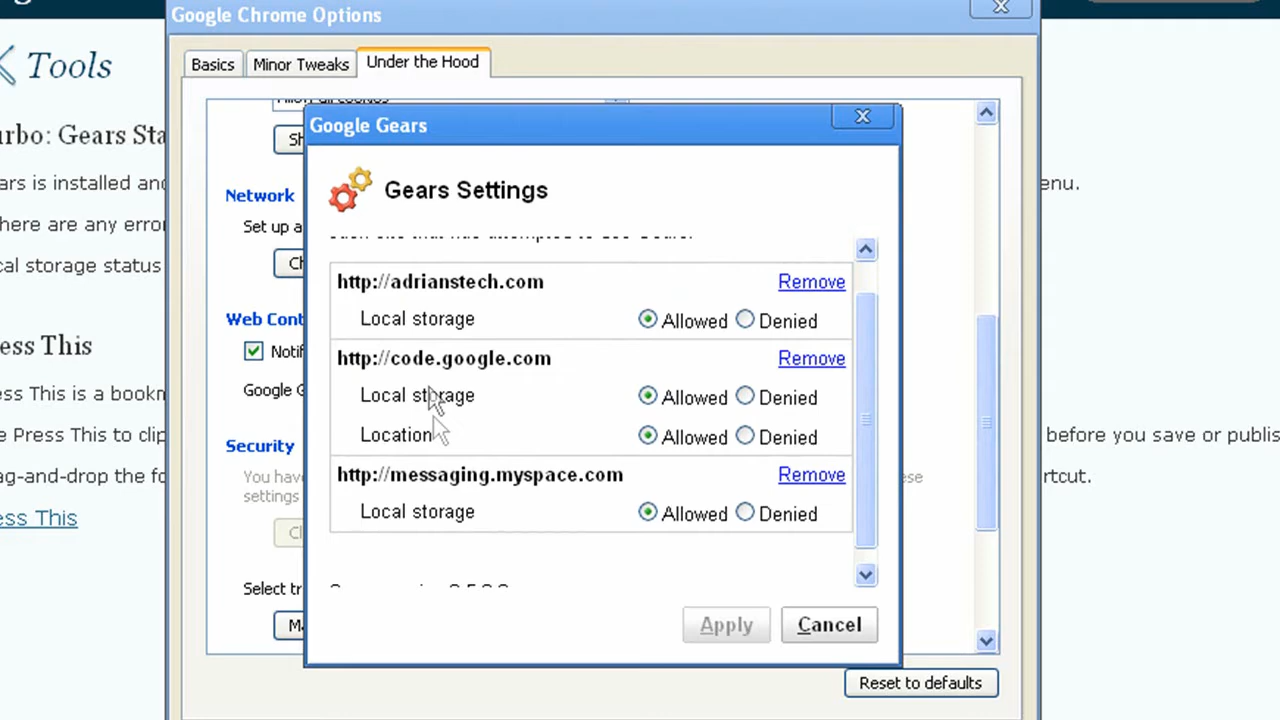 Google Chrome Options
Tools
Basics
Minor Tweaks
Under the Hood
Google Gears
Gears Settings
Gears Sta
ars is installed and
enu.
here are any erro
cal storage status
Network
Set up a
http://adrianstech.com Remove
Local storage Allowed Denied
Web Cont
http://code.google.com Remove
Local storage Allowed Denied
Google G
Location Allowed Denied
ess This
ess This is a bookm
e Press This to clip
before you save or publis
Security
You have
settings
http://messaging.myspace.com Remove
Local storage Allowed Denied
ag-and-drop the fo
rtcut.
ess This
Select tr
Apply
Cancel
Reset to defaults